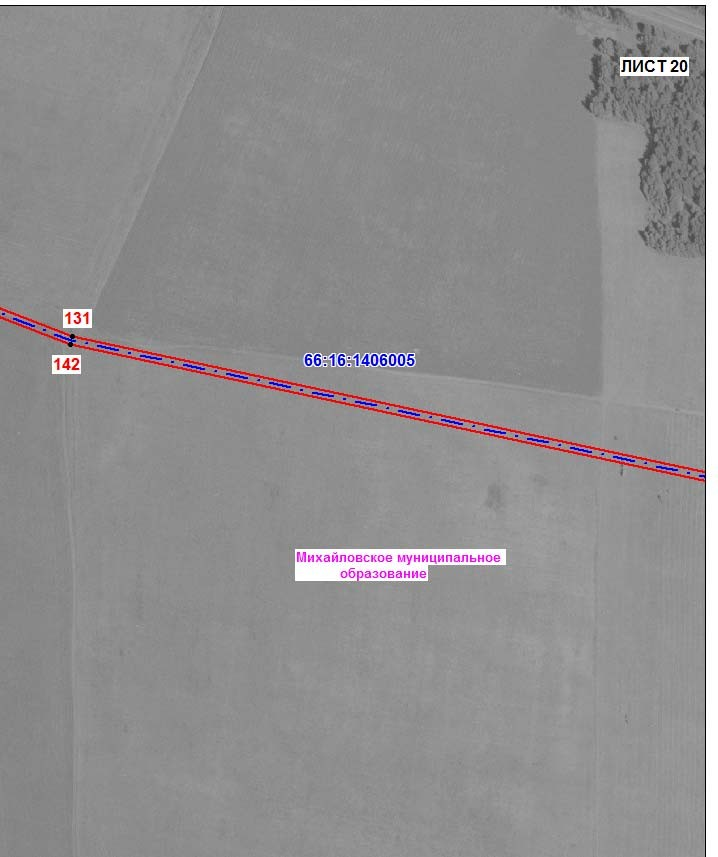 ЛИСТ 20
131
142
66:16:1406005
Михайловское муниципальное
образование